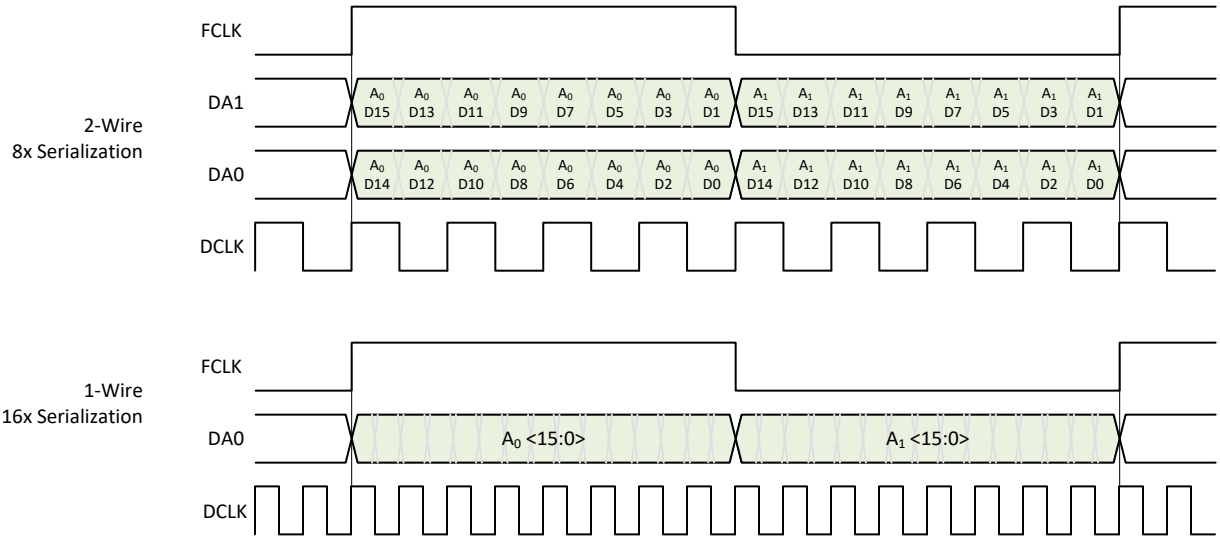 FCLK
DA1
A0 A0 A0 A0 A0 A0 A0 A0 A1 A1 A1 A1 A1 A1 A1 A1
D15 D13 D11 D9 D7 D5 D3 D1 D15 D13 D11 D9 D7 D5 D3 D1
2-Wire
8x Serialization
DA0
A0 A0 A0 A0 A0 A0 A0 A0 A1 A1 A1 A1 A1 A1 A1 A1
D14 D12 D10 D8 D6 D4 D2 D0 D14 D12 D10 D8 D6 D4 D2 D0
DCLK
FCLK
1-Wire
16x Serialization
DA0 A0 <15:0> A1 <15:0>
DCLK